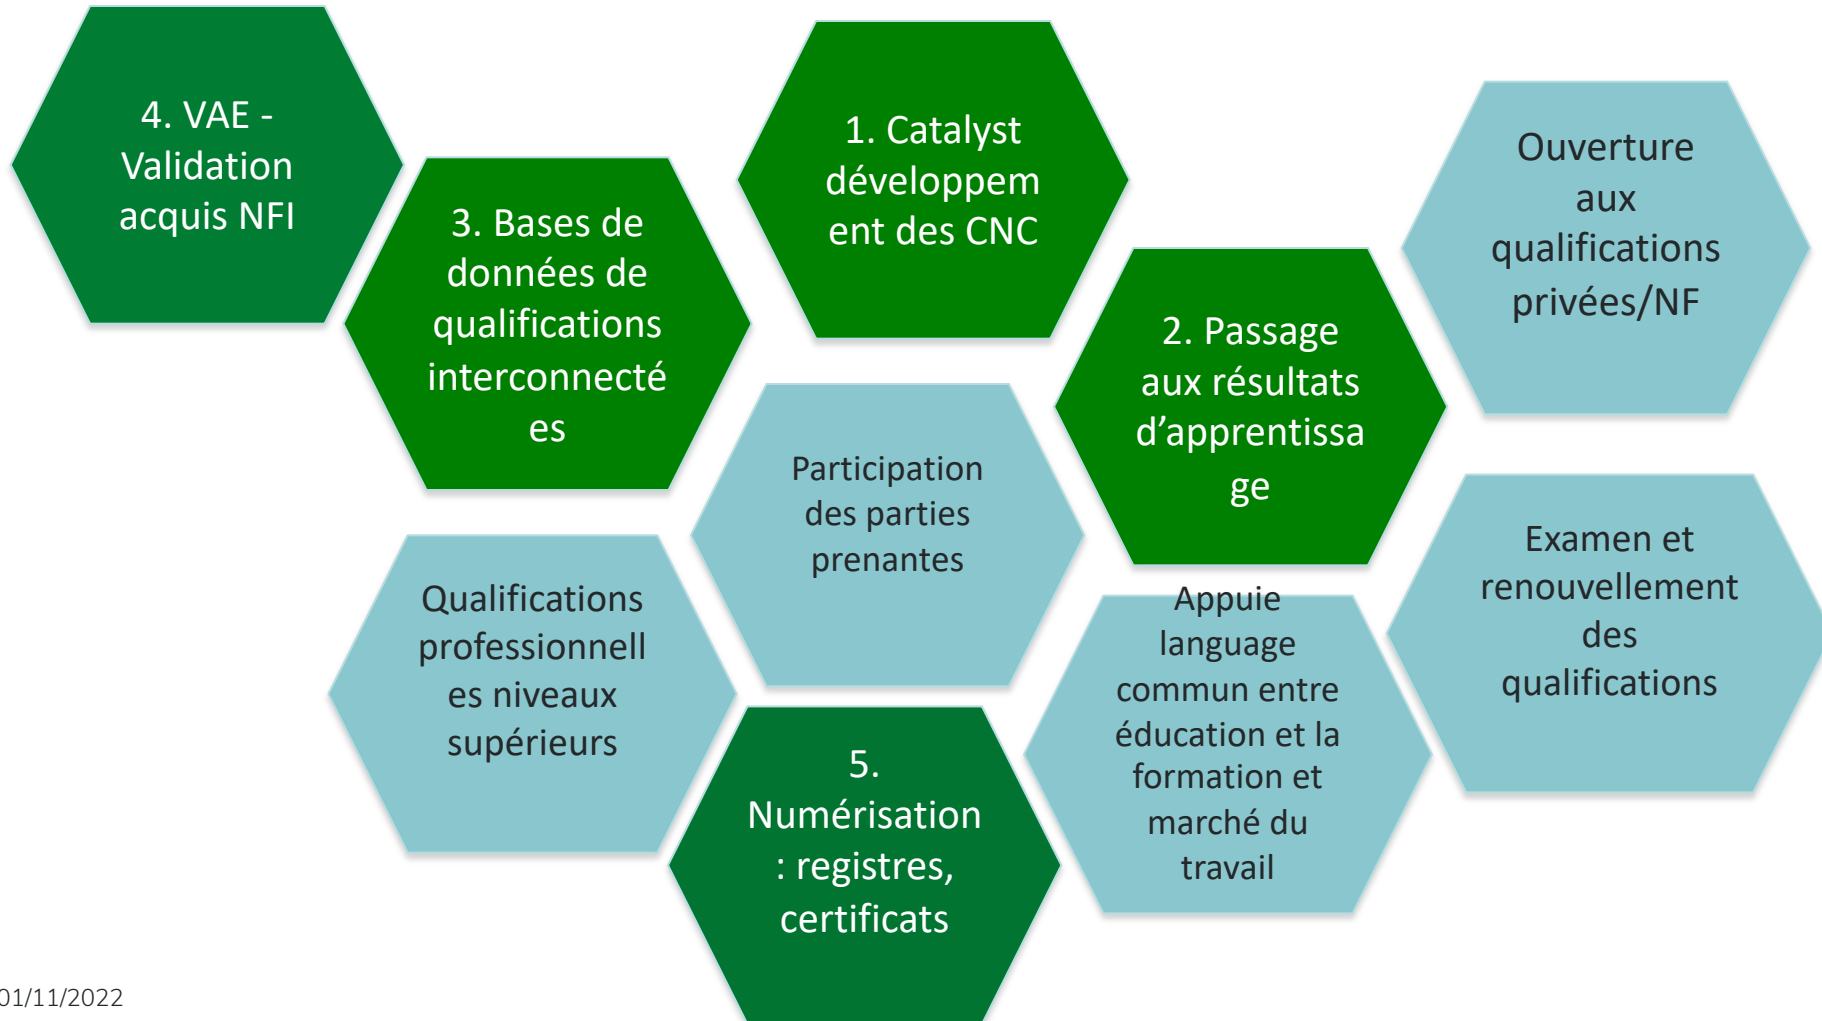 4. VAE -
Validation
acquis NFI
3. Bases de
données de
qualifications
interconnecté
es
1. Catalyst
développem
ent des CNC
2. Passage
aux résultats
d’apprentissa
ge
Ouverture
aux
qualifications
privées/NF
Participation
des parties
prenantes
Examen et
renouvellement
des
qualifications
Qualifications
professionnell
es niveaux
supérieurs
Appuie
language
commun entre
éducation et la
formation et
marché du
travail
5.
Numérisation
: registres,
certificats
01/11/2022